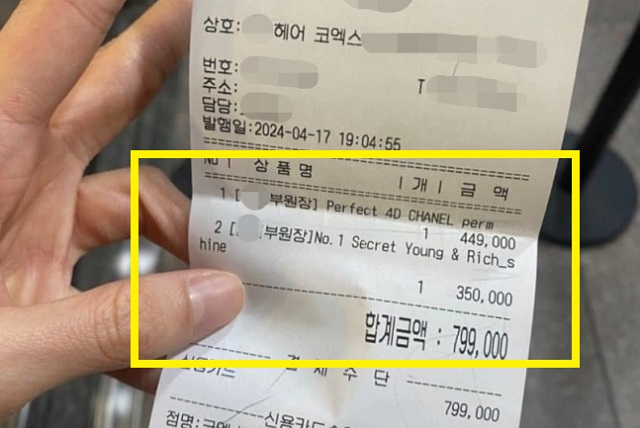 상호: 헤어 코엑스
번호:
주소: T
담당:
발행일:2024-04-17 19:04:55
No | 상 품 명 |개| 금 액
1 [ 부원장] Perfect 4D CHANEL perm
1 449,000
2 [ 부원장]No.1 Secret Young & Rich_s
hine
1 350,000
합계금액 : 799,000
신용카드 결 제 수 단
799,000
점명: